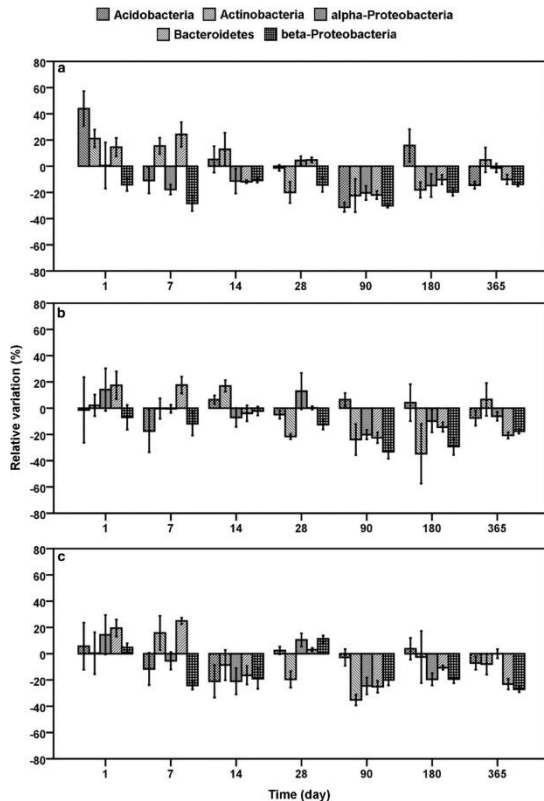 Acidobacteria Actinobacteria alpha-Proteobacteria
Bacteroidetes beta-Proteobacteria
a
80
60
40
20
0
-20
-40
-60
-80
1 7 14 28 90 180 365
b
80
60
40
20
0
-20
-40
-60
-80
1 7 14 28 90 180 365
Relative variation (%)
c
80
60
40
20
0
-20
-40
-60
-80
1 7 14 28 90 180 365
Time (day)